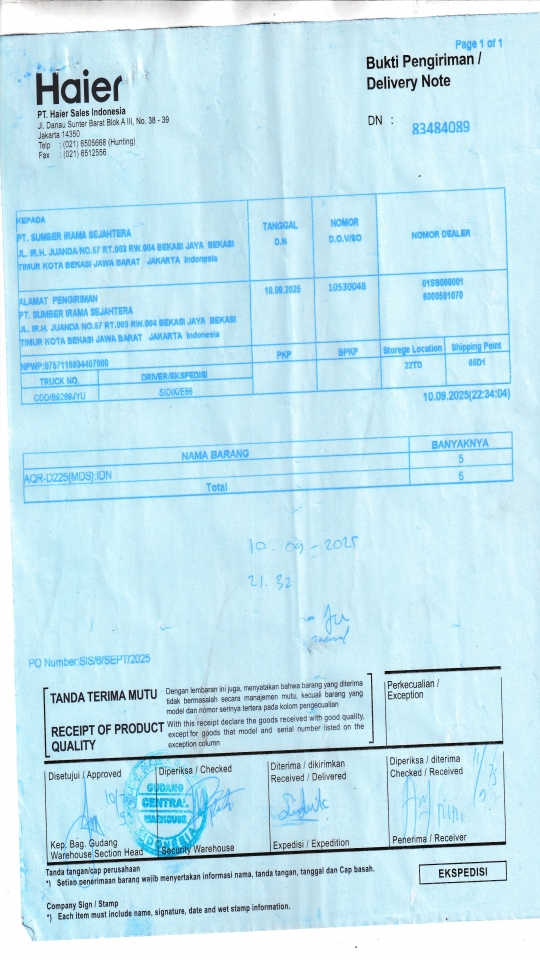 Page 1 of 1
Haier
Bukti Pengiriman /
Delivery Note
PT. Haier Sales Indonesia
Jl. Danau Sunter Barat Blok A III, No. 38 - 39
Jakarta 14350
Telp : (021) 6505668 (Hunting)
Fax : (021) 6512556
DN : 83484089
KEPADA
PT. SUMBER IRAMA SEJAHTERA
JL. IR.H. JUANDA NO.57 RT.003 RW.004 BEKASI JAYA BEKASI
TIMUR KOTA BEKASI JAWA BARAT JAKARTA Indonesia
TANGGAL
D.N
NOMOR
D.O.V/SO
NOMOR DEALER
ALAMAT PENGIRIMAN
PT. SUMBER IRAMA SEJAHTERA
JL. IR.H. JUANDA NO.57 RT.003 RW.004 BEKASI JAYA BEKASI
TIMUR KOTA BEKASI JAWA BARAT JAKARTA Indonesia
10.09.2025
10530048
NPWP:0757116934407000
PKP
BPKP
Storege Location
Shipping Point
TRUCK NO.
DRIVER/EKSPEDISI
22TD
85D1
SIDIK/E86
10.09.2025(22:34:04)
NAMA BARANG
BANYAKNYA
AQR-D225(MDS):IDN
5
Total
10 . 09 - 2025
21.32
PO Number:SIS/6/SEPT/2025
TANDA TERIMA MUTU
Dengan lembaran ini juga, menyatakan bahwa barang yang diterima
tidak bermasalah secara manajemen mutu, kecuali barang yang
model dan nomor serinya tertera pada kolom pengecualian
RECEIPT OF PRODUCT
QUALITY
With this receipt declare the goods received with good quality,
except for goods that model and serial number listed on the
exception column
Perkecualian /
Exception
Disetujui / Approved
Diperiksa / Checked
Diterima / dikirimkan
Received / Delivered
Diperiksa / diterima
Checked / Received
GUDANG
CENTRAL
WAREHOUSE
INDONESIA
Kep. Bag. Gudang
Warehouse Section Head
Security Warehouse
Expedisi / Expedition
Penerima / Receiver
Tanda tangan/cap perusahaan
*) Setiap penerimaan barang wajib menyertakan informasi nama, tanda tangan, tanggal dan Cap basah.
EKSPEDISI
Company Sign / Stamp
*) Each item must include name, signature, date and wet stamp information.